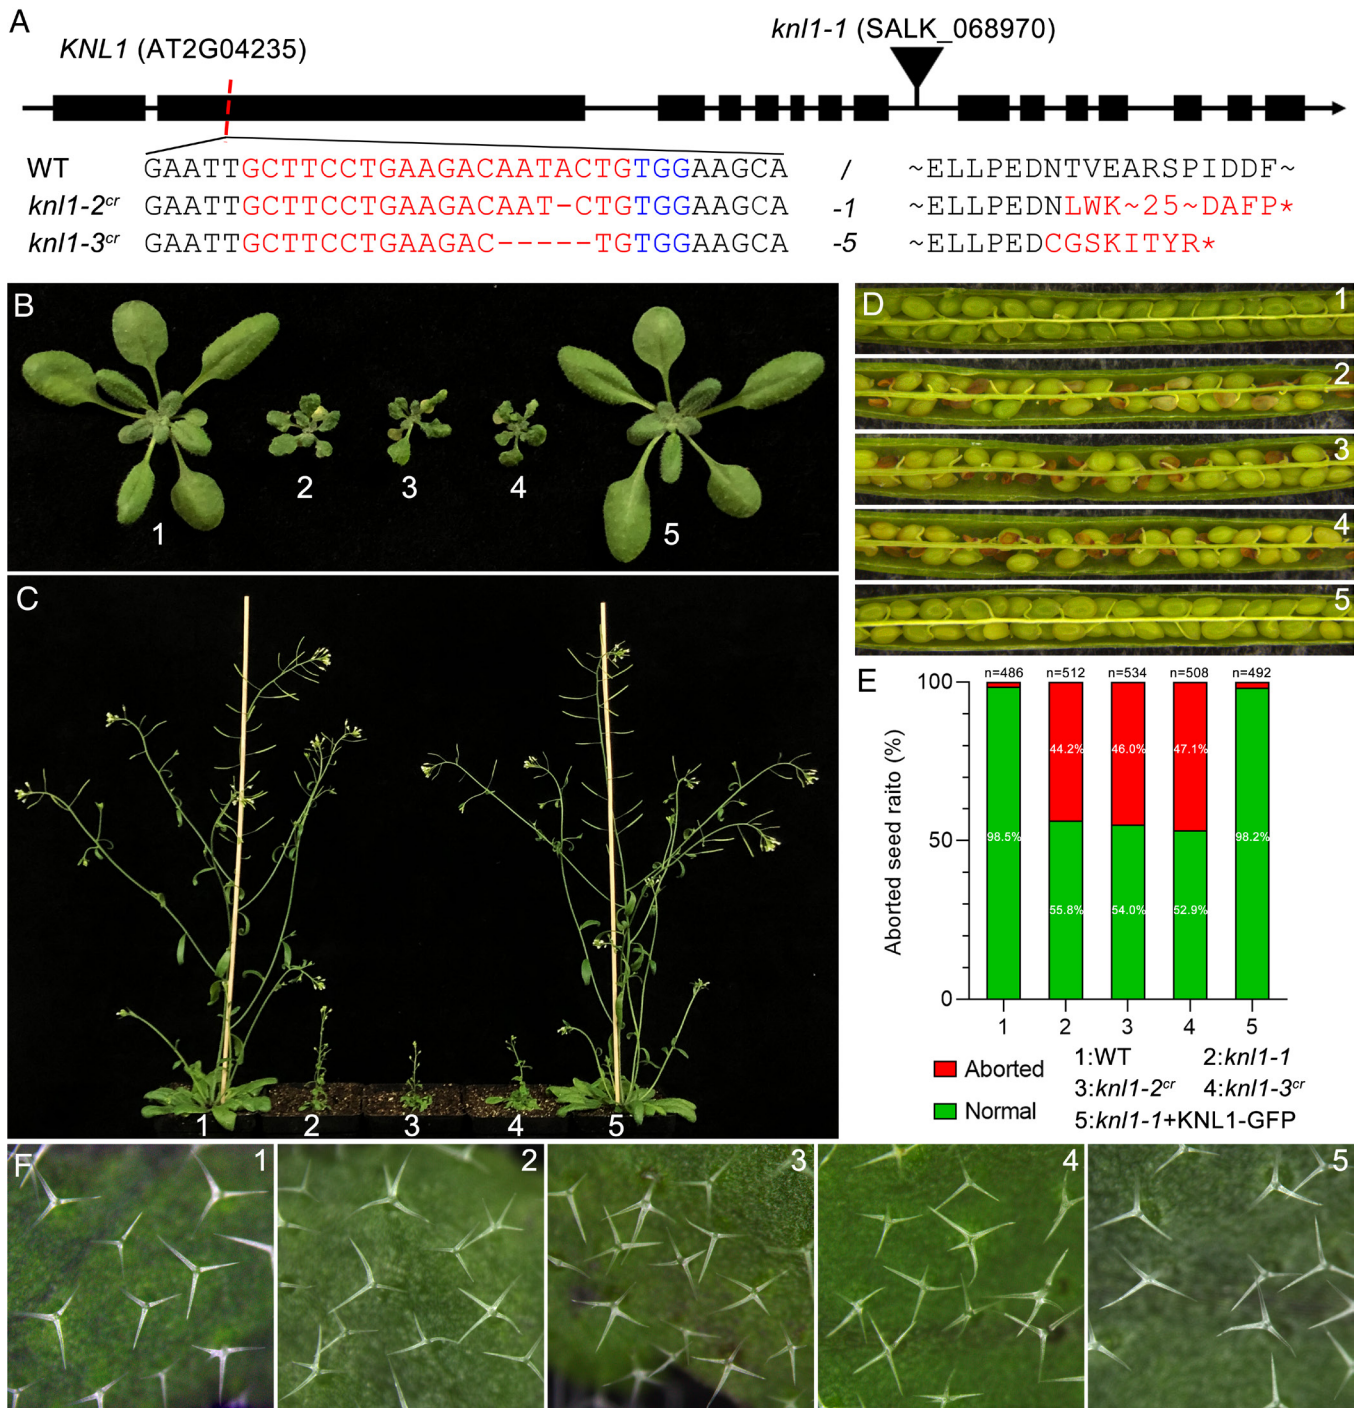 A
KNL1 (AT2G04235)
knl1-1 (SALK_068970)
WT GAATTGCTTCCTGAAGACAATACTGTGGAAGCA / ~ELLPEDNTVEARSPIDDF~
knl1-2cr GAATTGCTTCCTGAAGACAAT-CTGTGGAAGCA -1 ~ELLPEDNLWK~25~DAFP*
knl1-3cr GAATTGCTTCCTGAAGAC-----TGTGGAAGCA -5 ~ELLPEDCGSKITYR*
B
1
2
3
4
5
C
1
2
3
4
5
D
1
2
3
4
5
E
Aborted seed raito (%)
100
50
0
n=486 n=512 n=534 n=508 n=492
44.2% 46.0% 47.1%
98.5% 98.2%
55.8% 54.0% 52.9%
1 2 3 4 5
Aborted
Normal
1:WT 2:knl1-1
3:knl1-2cr 4:knl1-3cr
5:knl1-1+KNL1-GFP
F
1
2
3
4
5